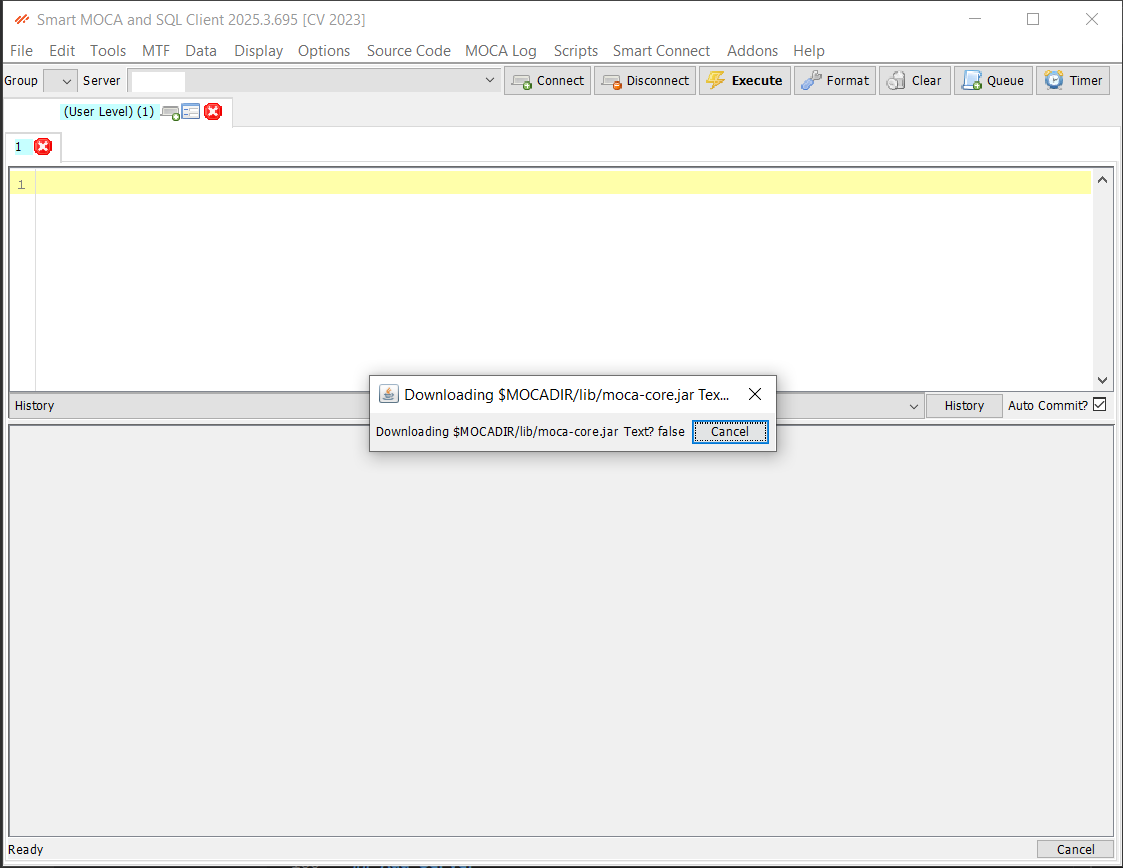 Smart MOCA and SQL Client 2025.3.695 [CV 2023]
File Edit Tools MTF Data Display Options Source Code MOCA Log Scripts Smart Connect Addons Help
Group Server Connect Disconnect Execute Format Clear Queue Timer
(User Level) (1)
1
1
Downloading $MOCADIR/lib/moca-core.jar Tex...
History History Auto Commit?
Downloading $MOCADIR/lib/moca-core.jar Text? false Cancel
Ready Cancel